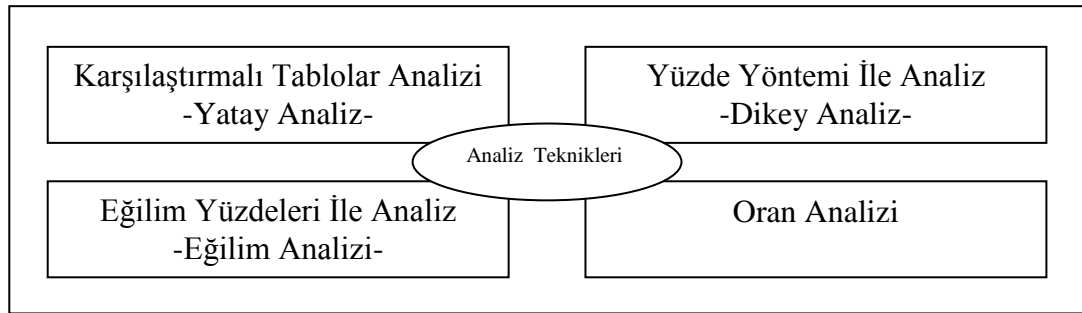 Karşılaştırmalı Tablolar Analizi
-Yatay Analiz-
Yüzde Yöntemi İle Analiz
-Dikey Analiz-
Analiz Teknikleri
Eğilim Yüzdeleri İle Analiz
-Eğilim Analizi-
Oran Analizi